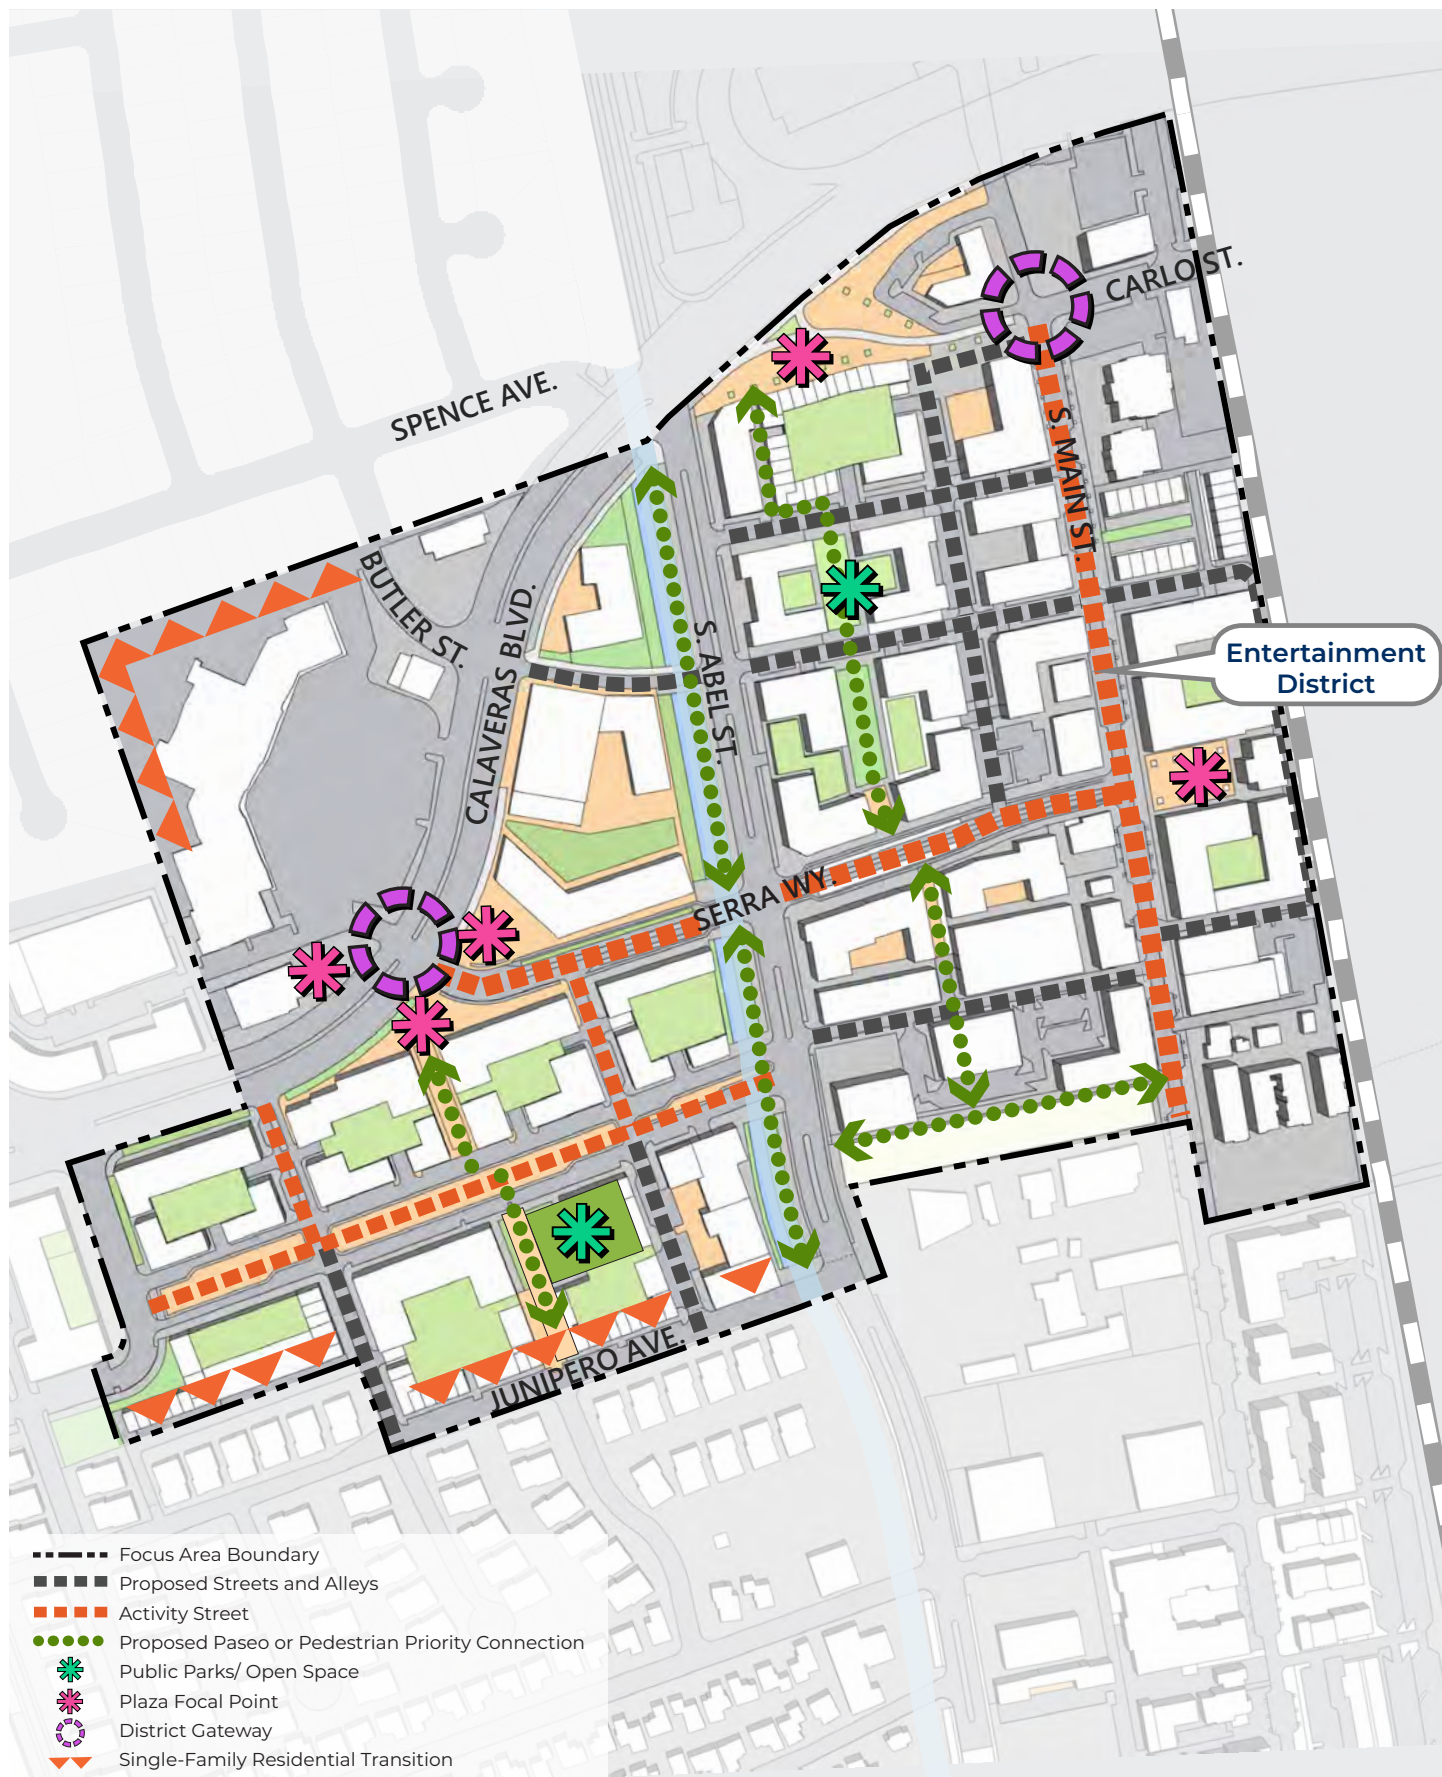 CARLO ST.
SPENCE AVE.
S. MAIN ST.
BUTLER ST.
CALAVERAS BLVD.
S. ABEL ST.
Entertainment
District
SERRA WY.
JUNIPERO AVE.
Focus Area Boundary
Proposed Streets and Alleys
Activity Street
Proposed Paseo or Pedestrian Priority Connection
Public Parks/ Open Space
Plaza Focal Point
District Gateway
Single-Family Residential Transition